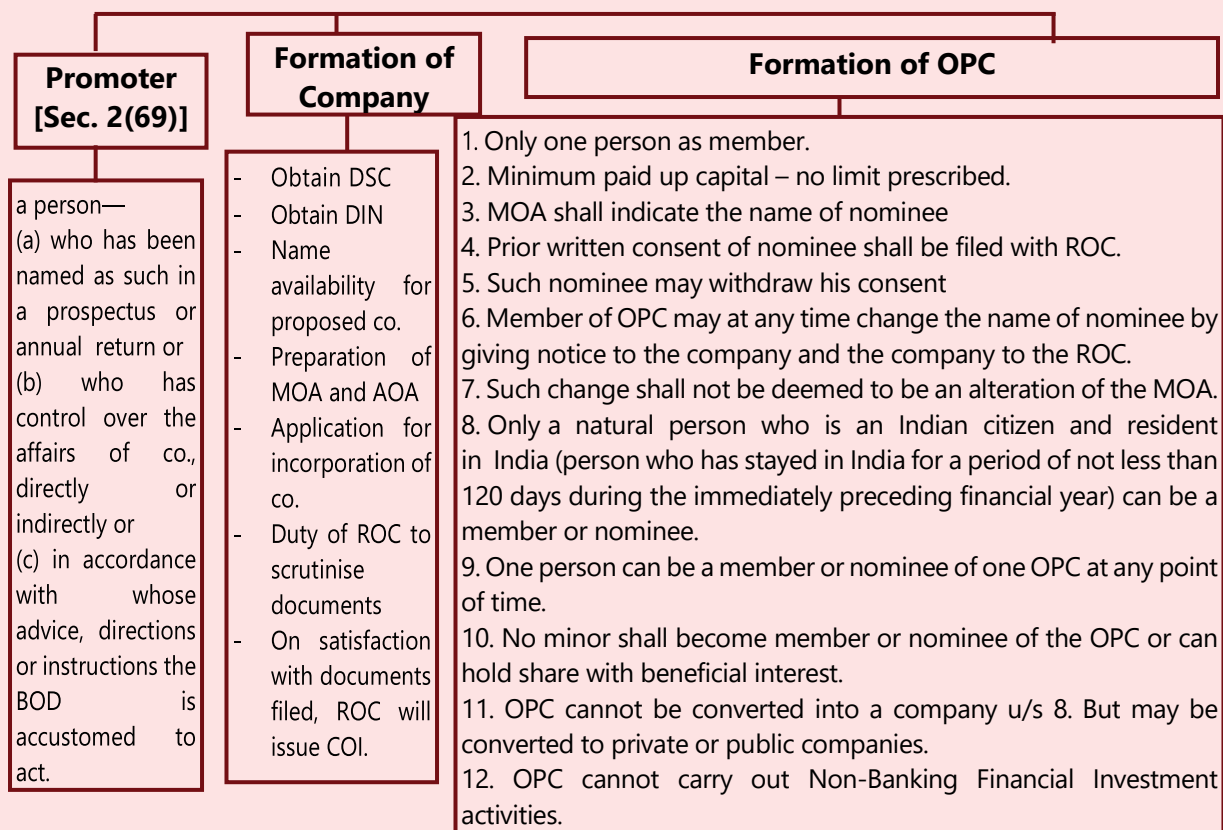 Promoter
[Sec. 2(69)]
a person—
(a) who has been
named as such in
a prospectus or
annual return or
(b) who has
control over the
affairs of co.,
directly or
indirectly or
(c) in accordance
with whose
advice, directions
or instructions the
BOD is
accustomed to
act.
Formation of
Company
- Obtain DSC
- Obtain DIN
- Name
availability for
proposed co.
- Preparation of
MOA and AOA
- Application for
incorporation of
co.
- Duty of ROC to
scrutinise
documents
- On satisfaction
with documents
filed, ROC will
issue COI.
Formation of OPC
1. Only one person as member.
2. Minimum paid up capital – no limit prescribed.
3. MOA shall indicate the name of nominee
4. Prior written consent of nominee shall be filed with ROC.
5. Such nominee may withdraw his consent
6. Member of OPC may at any time change the name of nominee by
giving notice to the company and the company to the ROC.
7. Such change shall not be deemed to be an alteration of the MOA.
8. Only a natural person who is an Indian citizen and resident
in India (person who has stayed in India for a period of not less than
120 days during the immediately preceding financial year) can be a
member or nominee.
9. One person can be a member or nominee of one OPC at any point
of time.
10. No minor shall become member or nominee of the OPC or can
hold share with beneficial interest.
11. OPC cannot be converted into a company u/s 8. But may be
converted to private or public companies.
12. OPC cannot carry out Non-Banking Financial Investment
activities.